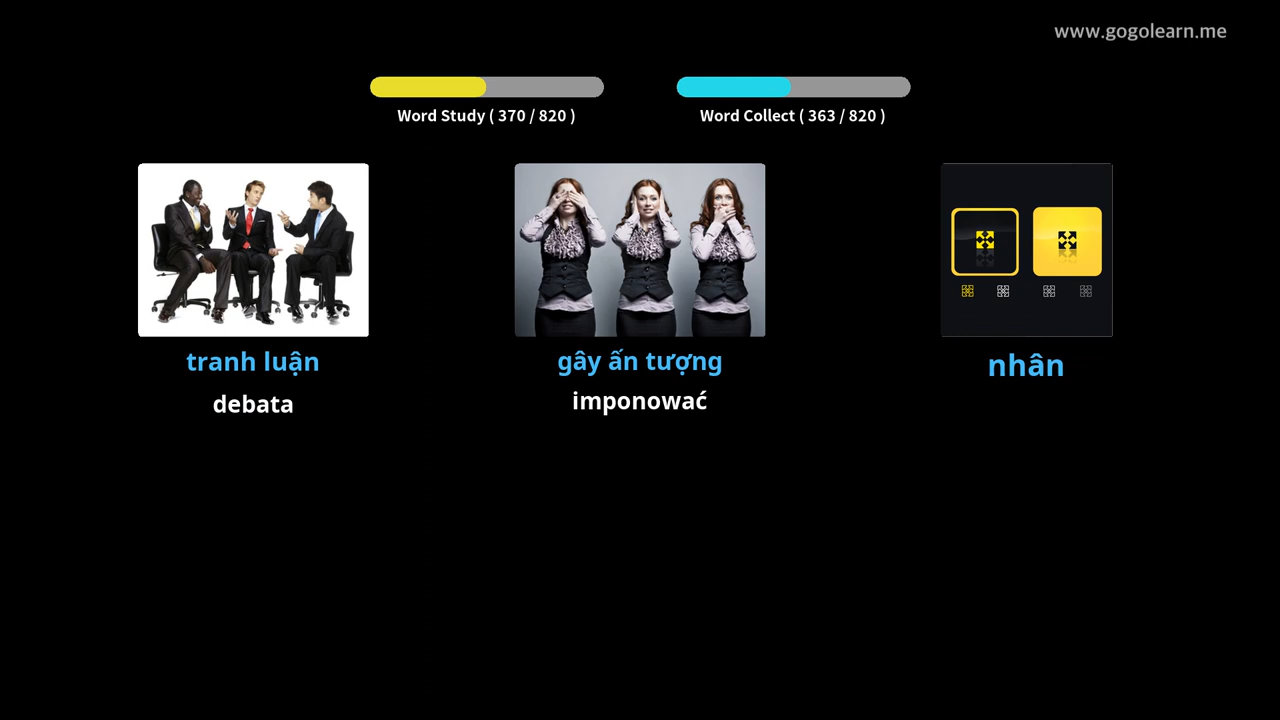 www.gogolearn.me
Word Study ( 370 / 820 )
Word Collect ( 363 / 820 )
tranh luận
debata
gây ấn tượng
imponować
nhân